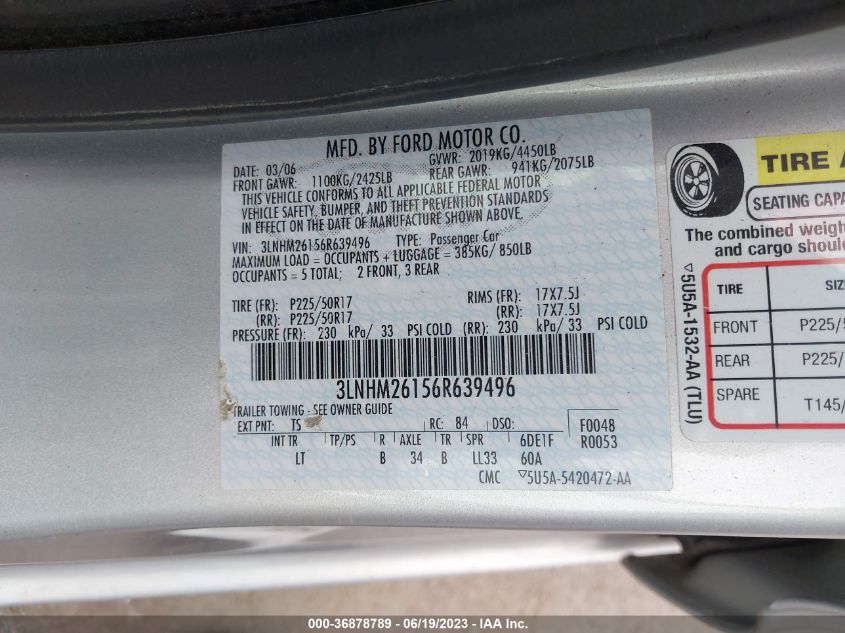 MFD. BY FORD MOTOR CO.
DATE: 03/06 GVWR: 2019KG/4450LB
FRONT GAWR: 1100KG/2425LB REAR GAWR: 941KG/2075LB
THIS VEHICLE CONFORMS TO ALL APPLICABLE FEDERAL MOTOR
VEHICLE SAFETY, BUMPER, AND THEFT PREVENTION STANDARDS
IN EFFECT ON THE DATE OF MANUFACTURE SHOWN ABOVE.
VIN: 3LNHM26156R639496 TYPE: Passenger Car
MAXIMUM LOAD = OCCUPANTS + LUGGAGE = 385KG/ 850LB
OCCUPANTS = 5 TOTAL; 2 FRONT, 3 REAR
TIRE (FR): P225/50R17 RIMS (FR): 17X7.5J
(RR): P225/50R17 (RR): 17X7.5J
PRESSURE (FR): 230 kPa/ 33 PSI COLD (RR): 230 kPa/ 33 PSI COLD
3LNHM26156R639496
TRAILER TOWING - SEE OWNER GUIDE
EXT PNT: TS RC: 84 DSO: F0048
INT TR TP/PS R AXLE TR SPR 6DE1F R0053
LT B 34 B LL33 60A
CMC ▽5U5A-5420472-AA
TIRE A
SEATING CAPA
The combined weigh
and cargo shoul
TIRE SIZ
FRONT P225/5
REAR P225/
SPARE T145/
▽5U5A-1532-AA (TLU)
000-36878789 - 06/19/2023 - IAA Inc.